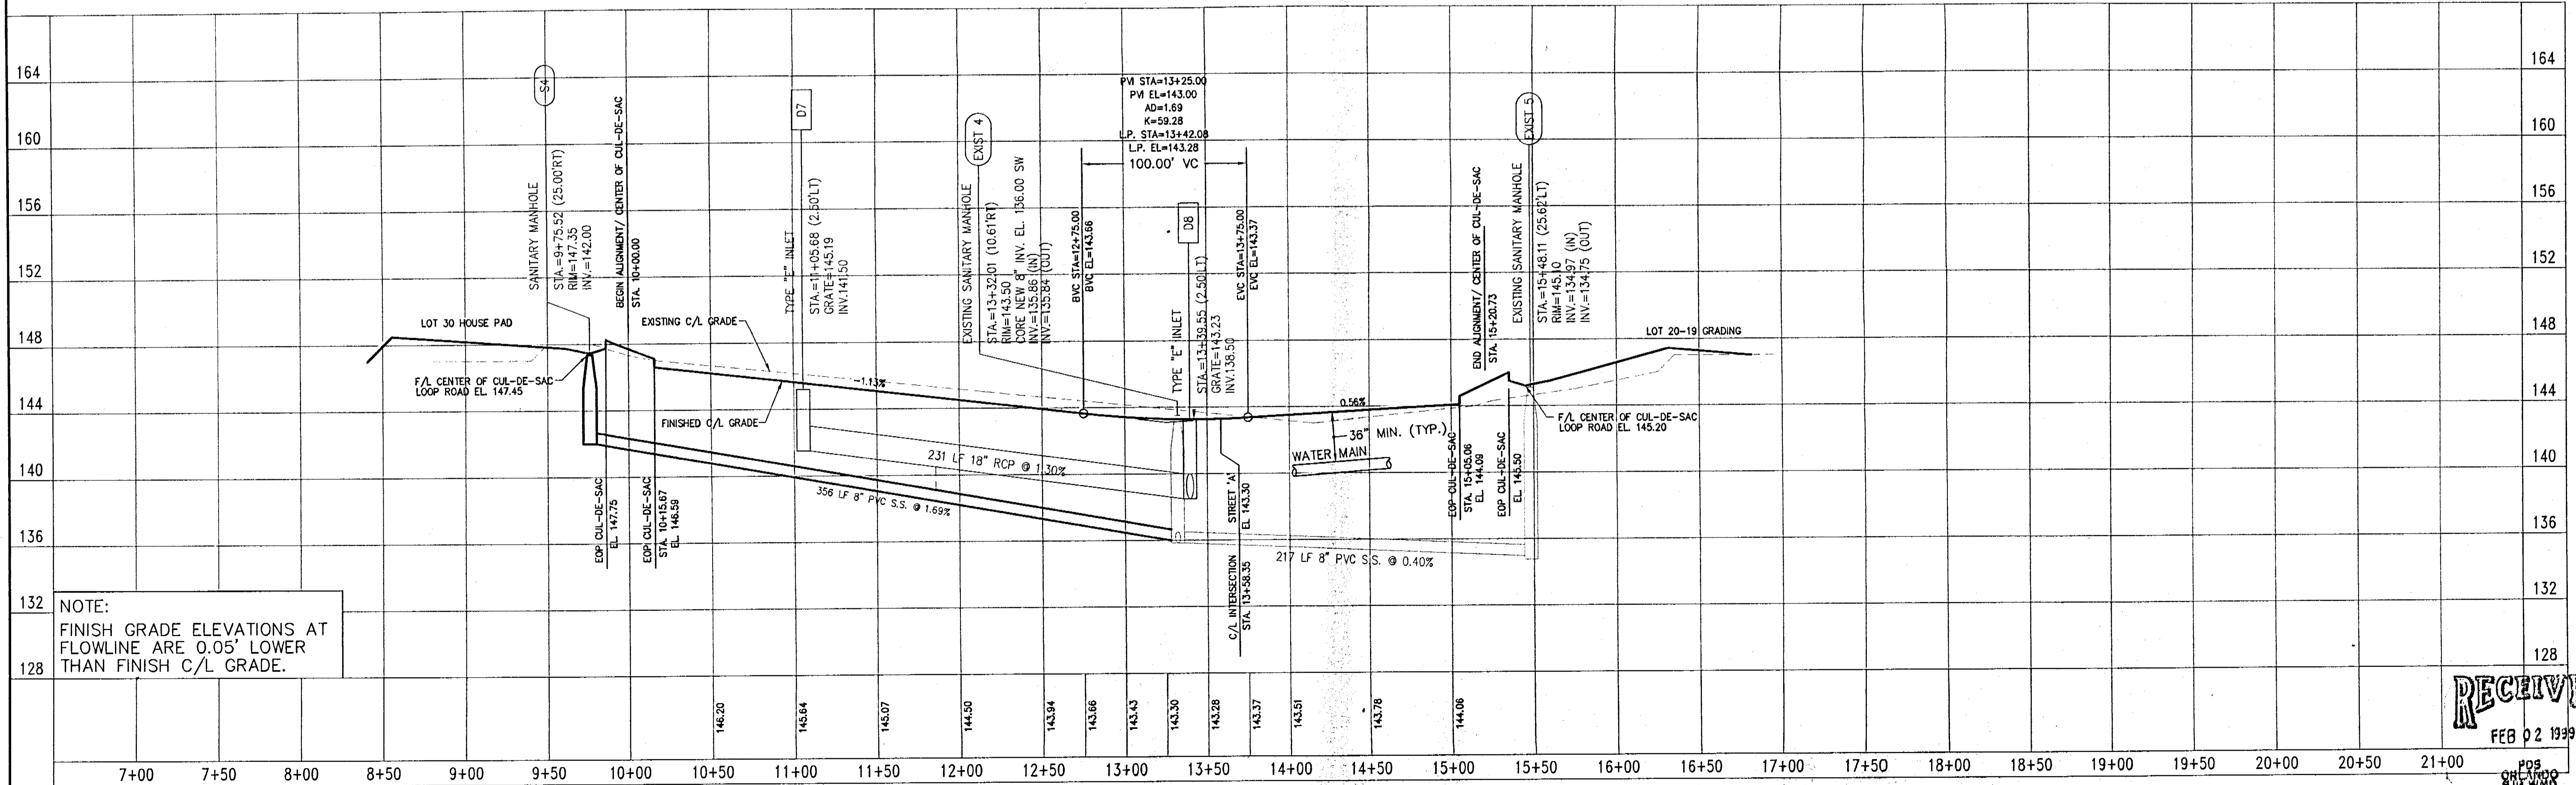 164
160
156
152
148
144
140
136
132
128
164
160
156
152
148
144
140
136
132
128
S4
SANITARY MANHOLE
STA.=9+75.52 (25.00'RT)
RIM=147.35
INV.=142.00
BEGIN ALIGNMENT/ CENTER OF CUL-DE-SAC
STA. 10+00.00
D7
TYPE "E" INLET
STA.=11+05.68 (2.50'LT)
GRATE=145.19
INV.141.50
EXIST 4
EXISTING SANITARY MANHOLE
STA.=13+32.01 (10.61'RT)
RIM=143.50
CORE NEW 8" INV. EL. 136.00 SW
INV.=135.86 (IN)
INV.=135.84 (OUT)
PVI STA=13+25.00
PVI EL=143.00
AD=1.69
K=59.28
L.P. STA=13+42.08
L.P. EL=143.28
100.00' VC
BVC STA=12+75.00
BVC EL=143.66
D8
TYPE "E" INLET
STA.=13+39.55 (2.50'LT)
GRATE=143.23
INV.138.50
EVC STA=13+75.00
EVC EL=143.37
END ALIGNMENT/ CENTER OF CUL-DE-SAC
STA. 15+20.73
EXIST 5
EXISTING SANITARY MANHOLE
STA.=15+48.11 (25.62'LT)
RIM=145.10
INV.=134.97 (IN)
INV.=134.75 (OUT)
LOT 30 HOUSE PAD
EXISTING C/L GRADE
F/L CENTER OF CUL-DE-SAC
LOOP ROAD EL. 147.45
-1.13%
FINISHED C/L GRADE
0.56%
LOT 20-19 GRADING
F/L CENTER OF CUL-DE-SAC
LOOP ROAD EL. 145.20
36" MIN. (TYP.)
WATER MAIN
231 LF 18" RCP @ 1.30%
356 LF 8" PVC S.S. @ 1.69%
217 LF 8" PVC S.S. @ 0.40%
EOP CUL-DE-SAC
EL. 147.75
EOP CUL-DE-SAC
STA. 10+15.67
EL. 146.59
C/L INTERSECTION STREET 'A'
STA. 13+58.35 EL 143.30
EOP CUL-DE-SAC
STA. 15+05.06
EL. 144.09
EOP CUL-DE-SAC
EL. 145.50
NOTE:
FINISH GRADE ELEVATIONS AT
FLOWLINE ARE 0.05' LOWER
THAN FINISH C/L GRADE.
146.20
145.64
145.07
144.50
143.94
143.66
143.43
143.30
143.28
143.37
143.51
143.78
144.06
7+00 7+50 8+00 8+50 9+00 9+50 10+00 10+50 11+00 11+50 12+00 12+50 13+00 13+50 14+00 14+50 15+00 15+50 16+00 16+50 17+00 17+50 18+00 18+50 19+00 19+50 20+00 20+50 21+00
RECEIV
FEB 02 1999
PDS
ORLANDO